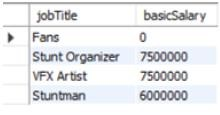 jobTitle basicSalary
Fans 0
Stunt Organizer 7500000
VFX Artist 7500000
Stuntman 6000000